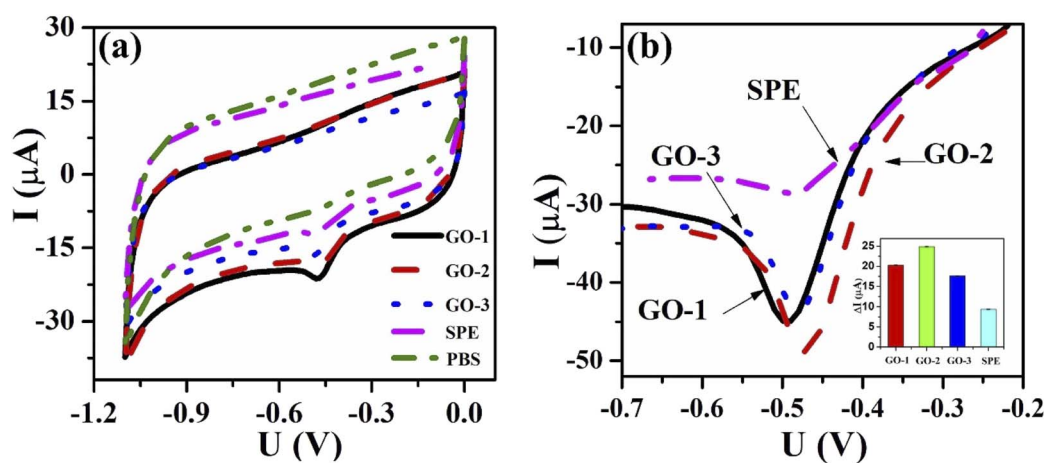 (a)
30
15
0
-15
-30
I (μA)
GO-1
GO-2
GO-3
SPE
PBS
-1.2 -0.9 -0.6 -0.3 0.0
U (V)
(b)
-10
-20
-30
-40
-50
I (μA)
SPE
GO-3
GO-2
GO-1
25
20
15
10
5
0
ΔI (μA)
GO-1 GO-2 GO-3 SPE
-0.7 -0.6 -0.5 -0.4 -0.3 -0.2
U (V)